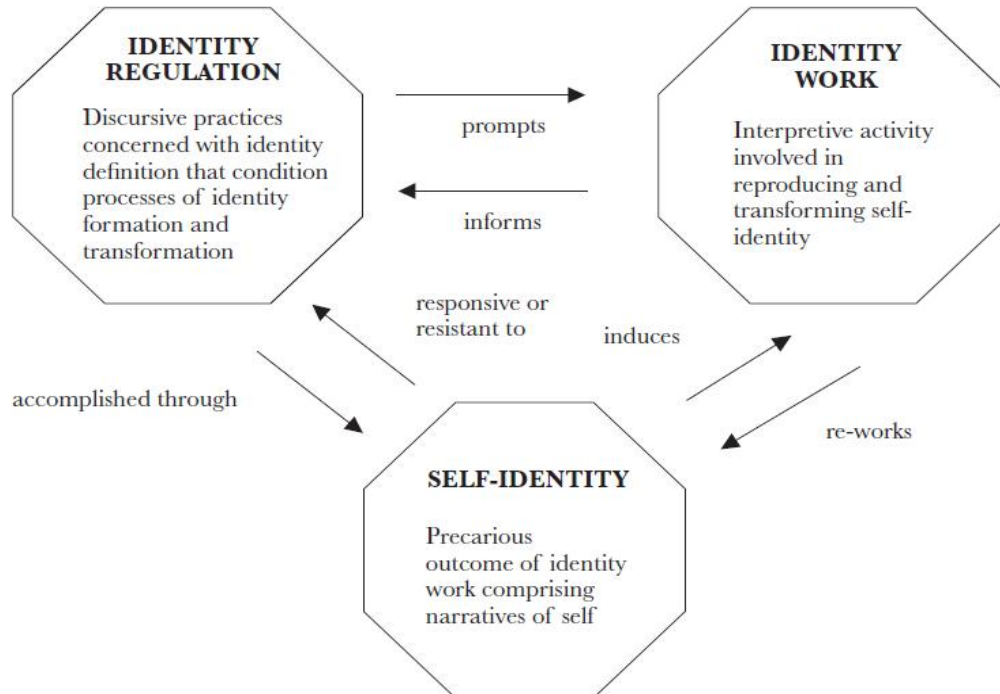 IDENTITY
REGULATION
Discursive practices
concerned with identity
definition that condition
processes of identity
formation and
transformation
prompts
informs
IDENTITY
WORK
Interpretive activity
involved in
reproducing and
transforming self-
identity
responsive or
resistant to
induces
accomplished through
re-works
SELF-IDENTITY
Precarious
outcome of identity
work comprising
narratives of self